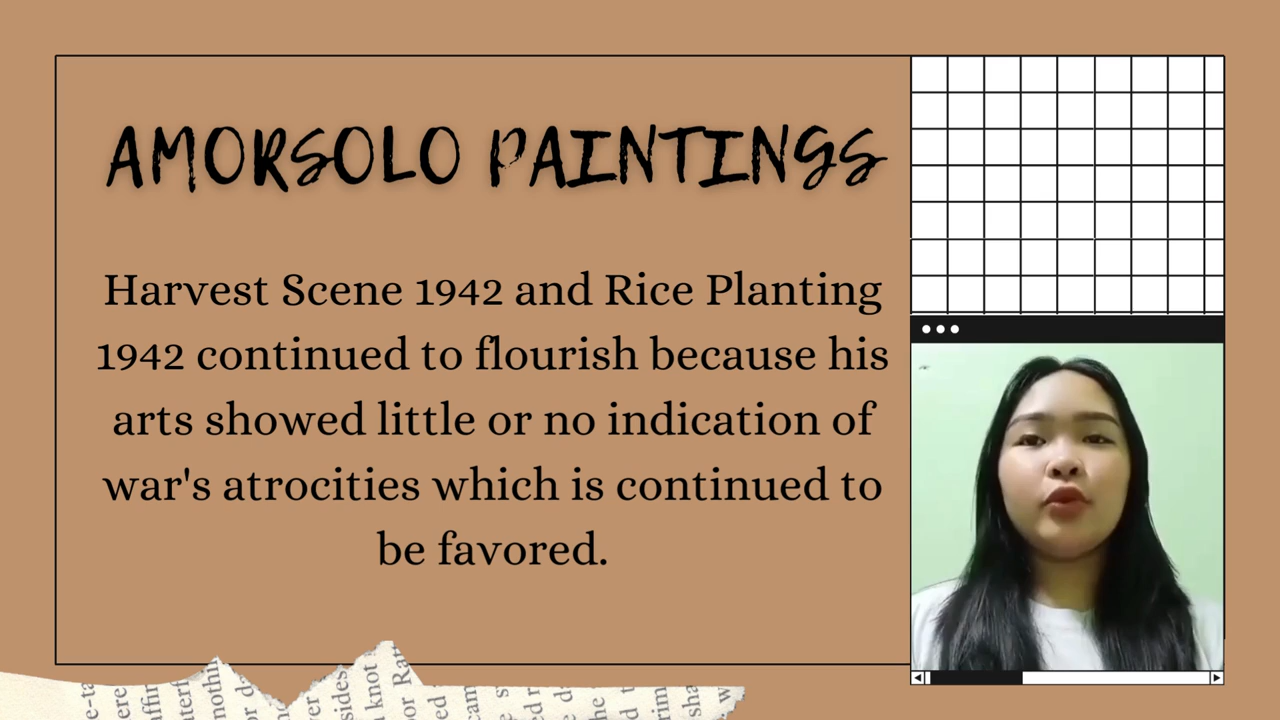 AMORSOLO PAINTINGS
Harvest Scene 1942 and Rice Planting
1942 continued to flourish because his
arts showed little or no indication of
war's atrocities which is continued to
be favored.